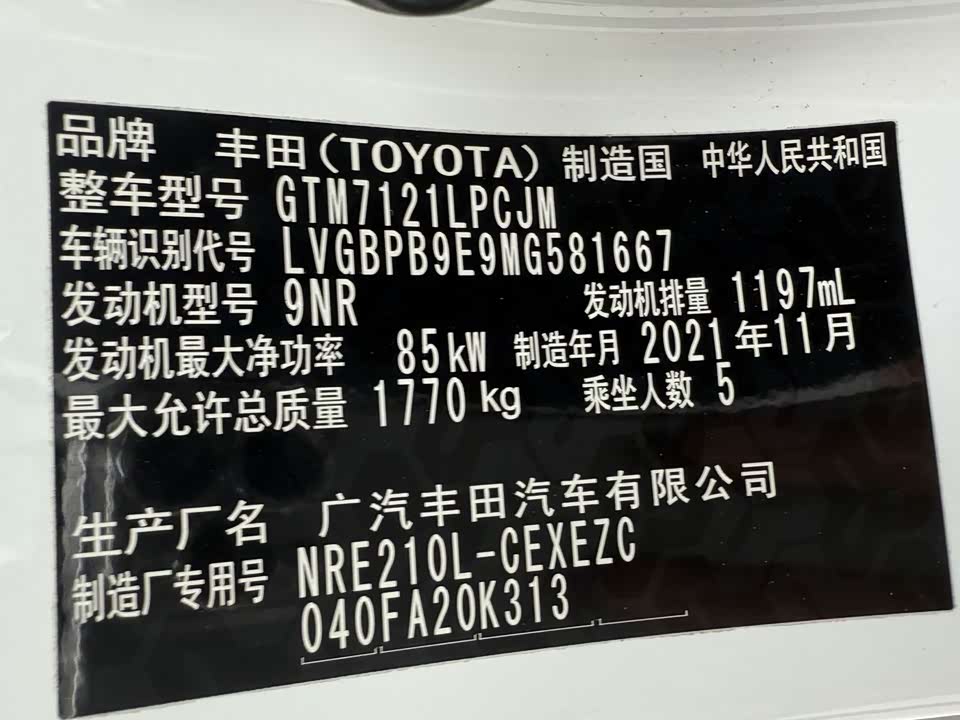 品牌 丰田(TOYOTA) 制造国 中华人民共和国
整车型号 GTM7121LPCJM
车辆识别代号 LVGBPB9E9MG581667
发动机型号 9NR 发动机排量 1197mL
发动机最大净功率 85kW 制造年月 2021年11月
最大允许总质量 1770kg 乘坐人数 5
生产厂名 广汽丰田汽车有限公司
制造厂专用号 NRE210L-CEXEZC
040FA20K313